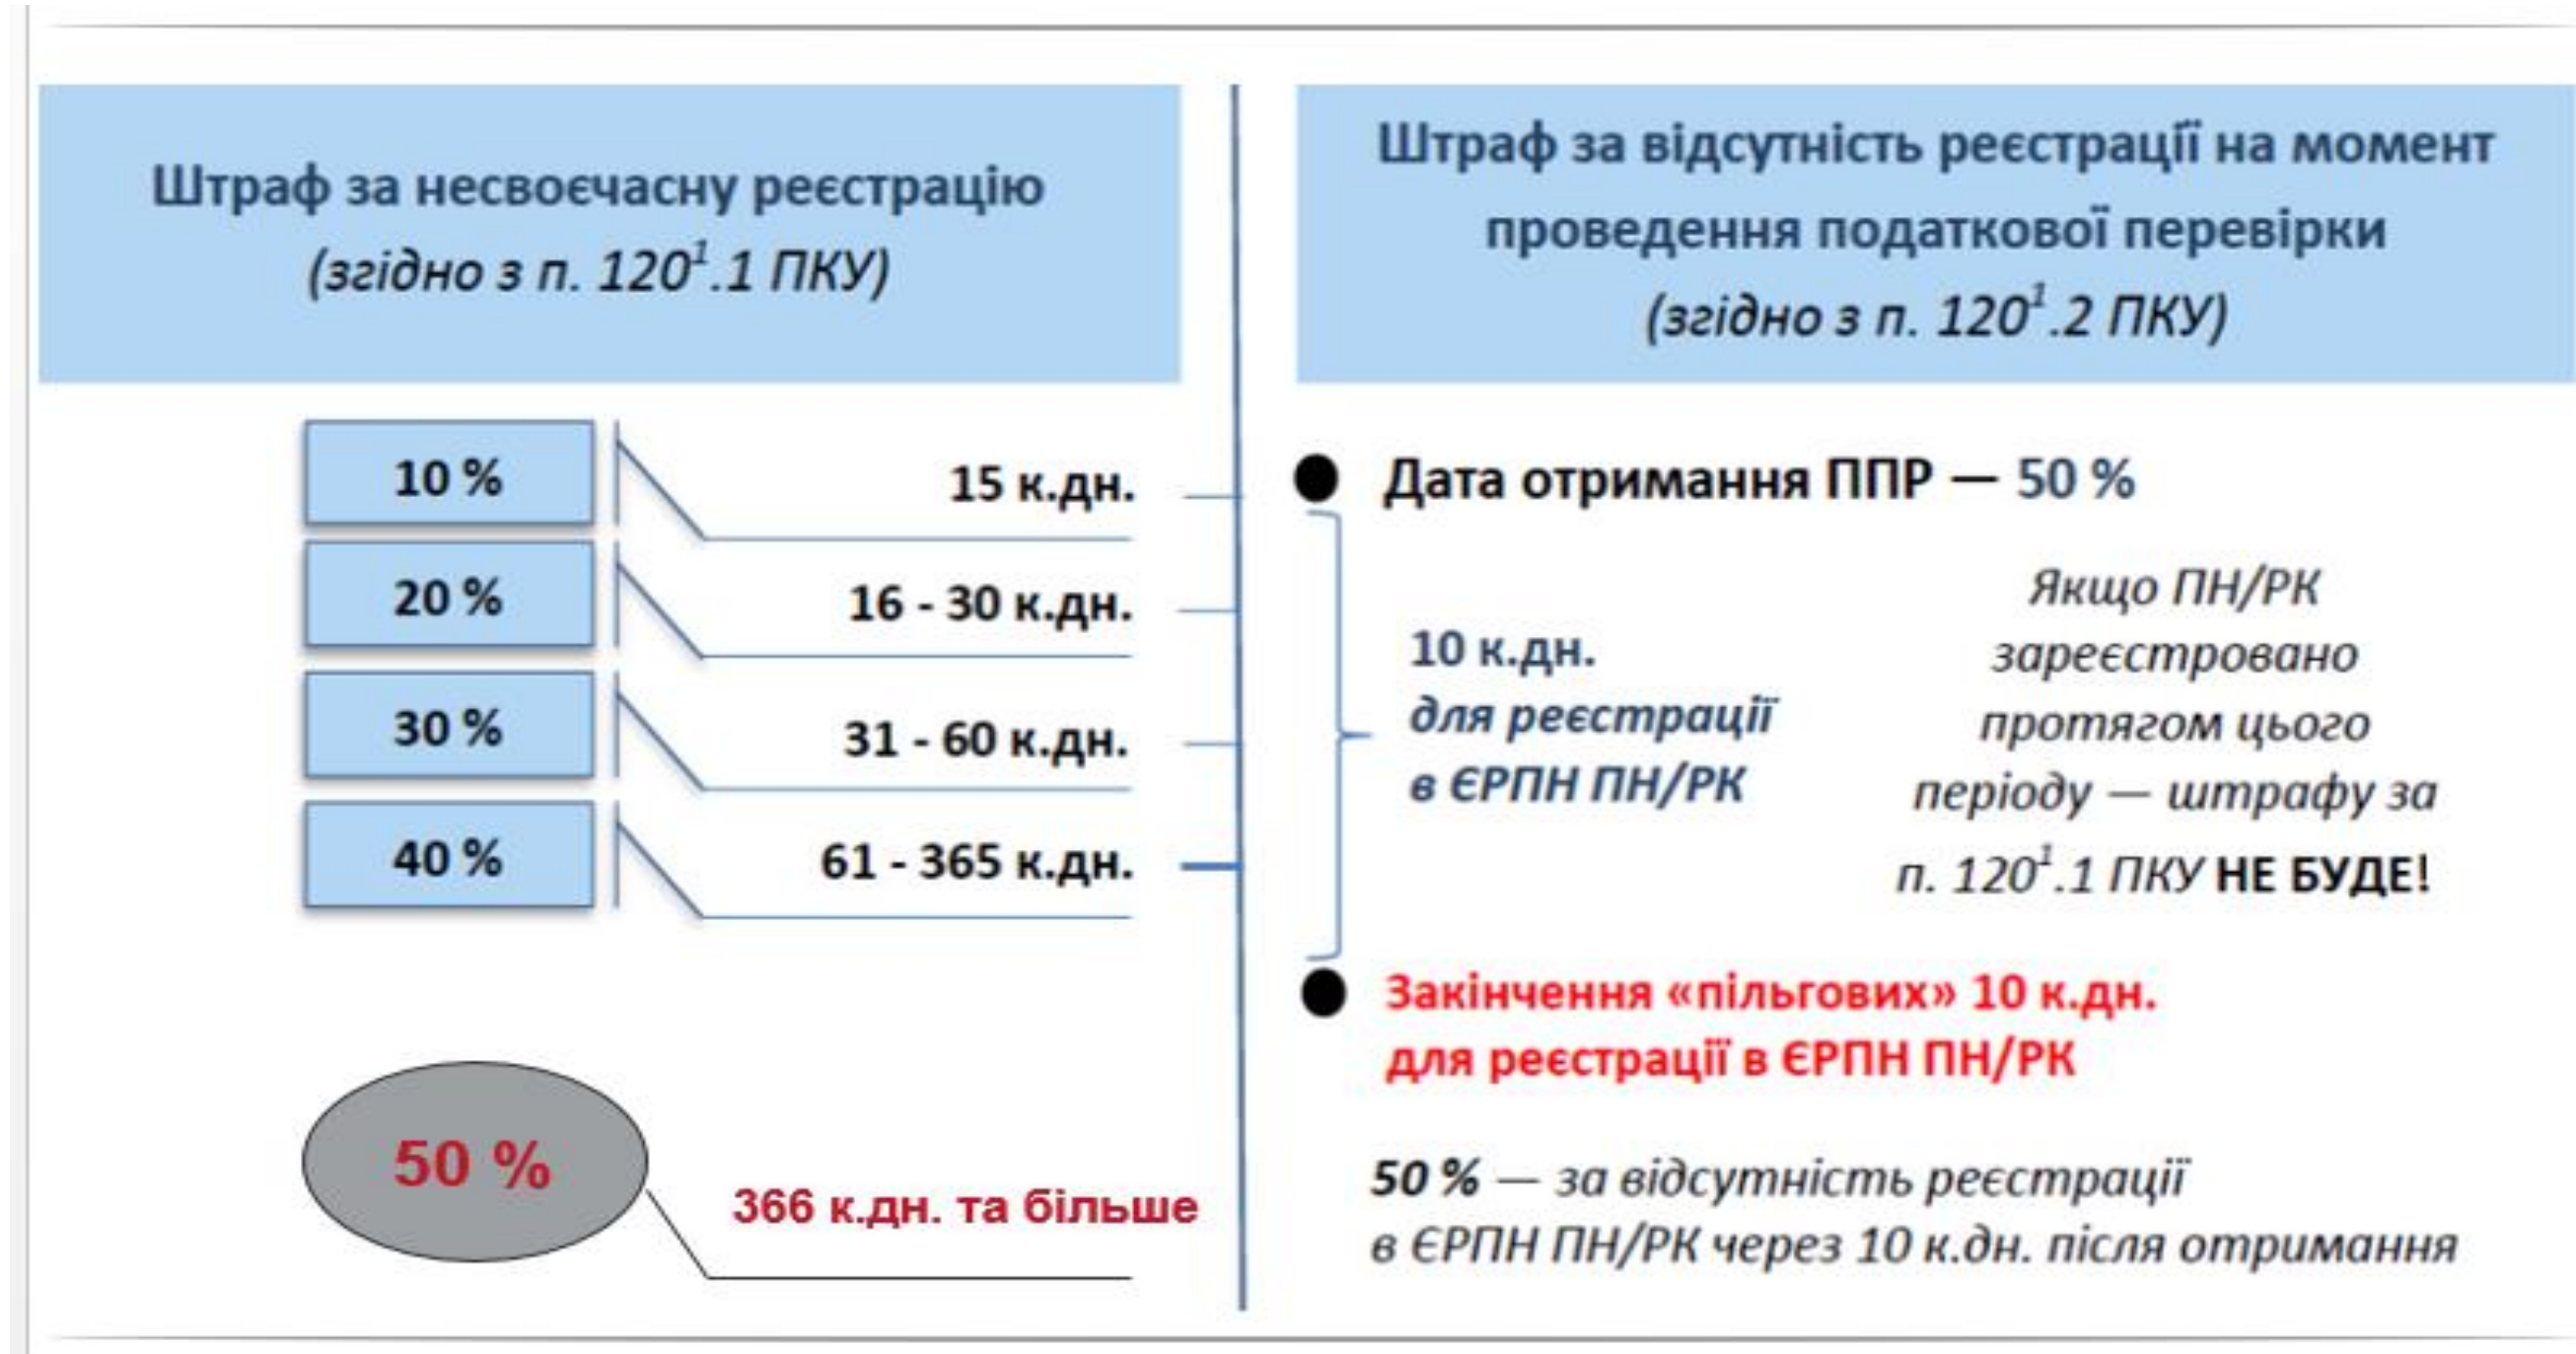 Штраф за несвоєчасну реєстрацію
(згідно з п. 120¹.1 ПКУ)
10 %
15 к.дн.
20 %
16 - 30 к.дн.
30 %
31 - 60 к.дн.
40 %
61 - 365 к.дн.
50 %
366 к.дн. та більше
Штраф за відсутність реєстрації на момент
проведення податкової перевірки
(згідно з п. 120¹.2 ПКУ)
Дата отримання ППР — 50 %
10 к.дн.
для реєстрації
в ЄРПН ПН/РК
Якщо ПН/РК
зареєстровано
протягом цього
періоду — штрафу за
п. 120¹.1 ПКУ НЕ БУДЕ!
Закінчення «пільгових» 10 к.дн.
для реєстрації в ЄРПН ПН/РК
50 % — за відсутність реєстрації
в ЄРПН ПН/РК через 10 к.дн. після отримання